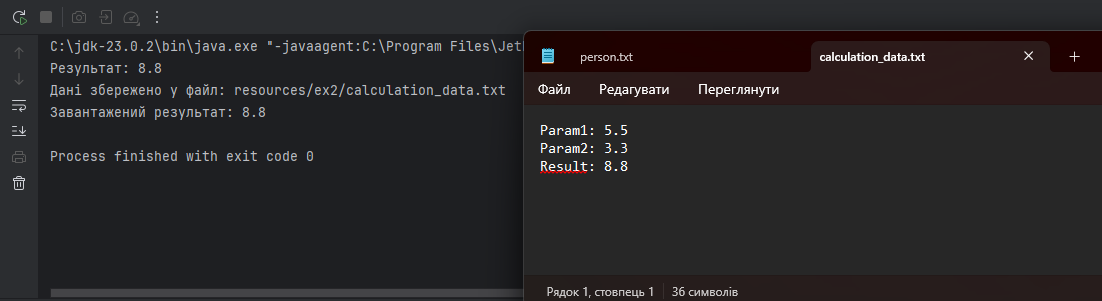 C:\jdk-23.0.2\bin\java.exe "-javaagent:C:\Program Files\Jet
Результат: 8.8
Дані збережено у файл: resources/ex2/calculation_data.txt
Завантажений результат: 8.8
Process finished with exit code 0
person.txt
calculation_data.txt
Файл Редагувати Переглянути
Param1: 5.5
Param2: 3.3
Result: 8.8
Рядок 1, стовпець 1 36 символів